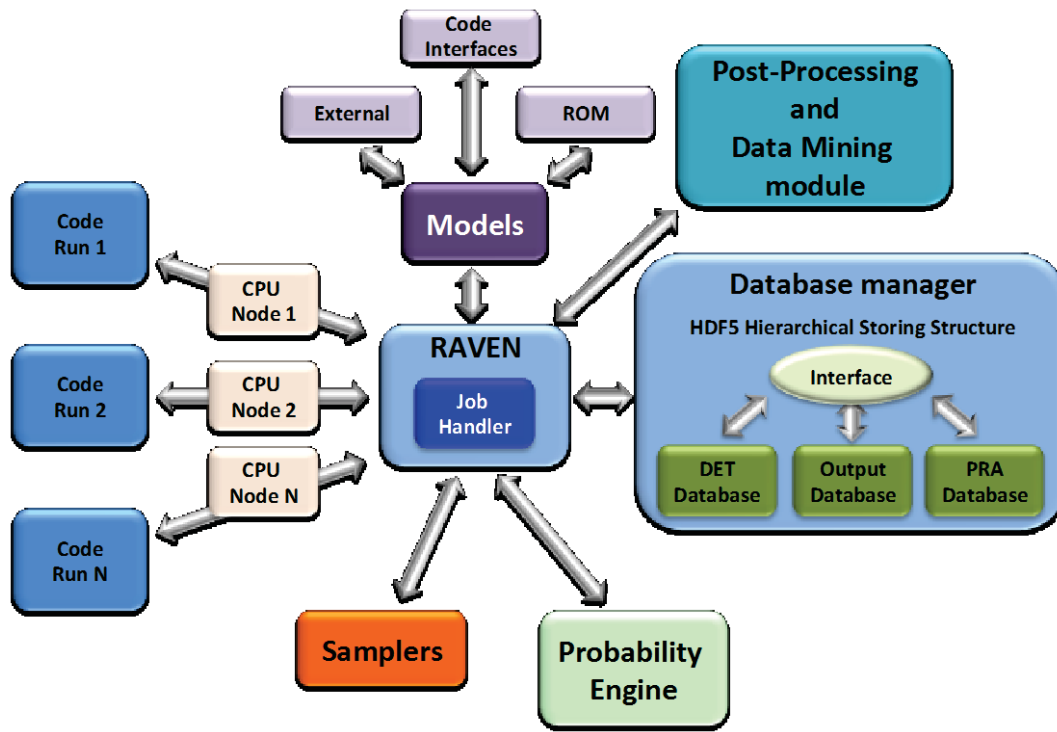 Code
Interfaces
External
ROM
Models
Post-Processing
and
Data Mining
module
Code
Run 1
CPU
Node 1
Code
Run 2
CPU
Node 2
Code
Run N
CPU
Node N
RAVEN
Job
Handler
Database manager
HDF5 Hierarchical Storing Structure
Interface
DET
Database
Output
Database
PRA
Database
Samplers
Probability
Engine